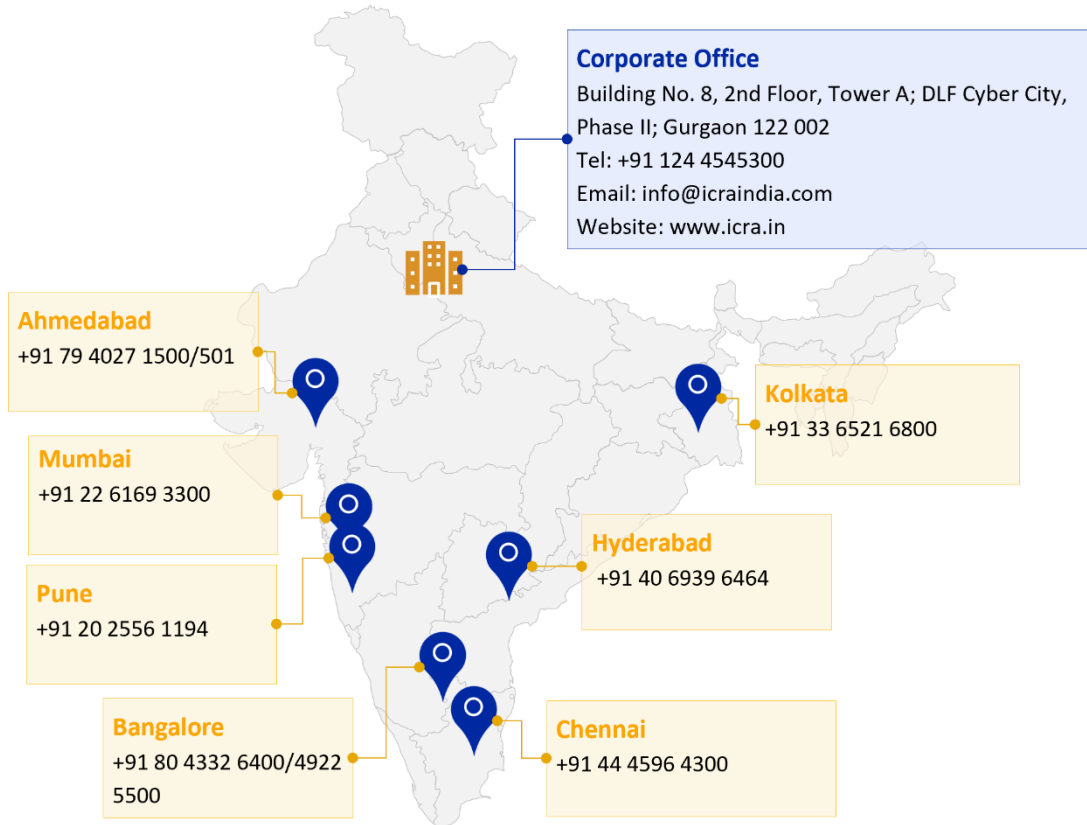 Corporate Office
Building No. 8, 2nd Floor, Tower A; DLF Cyber City,
Phase II; Gurgaon 122 002
Tel: +91 124 4545300
Email: info@icraindia.com
Website: www.icra.in
Ahmedabad
+91 79 4027 1500/501
Kolkata
+91 33 6521 6800
Mumbai
+91 22 6169 3300
Hyderabad
+91 40 6939 6464
Pune
+91 20 2556 1194
Bangalore
+91 80 4332 6400/4922
5500
Chennai
+91 44 4596 4300